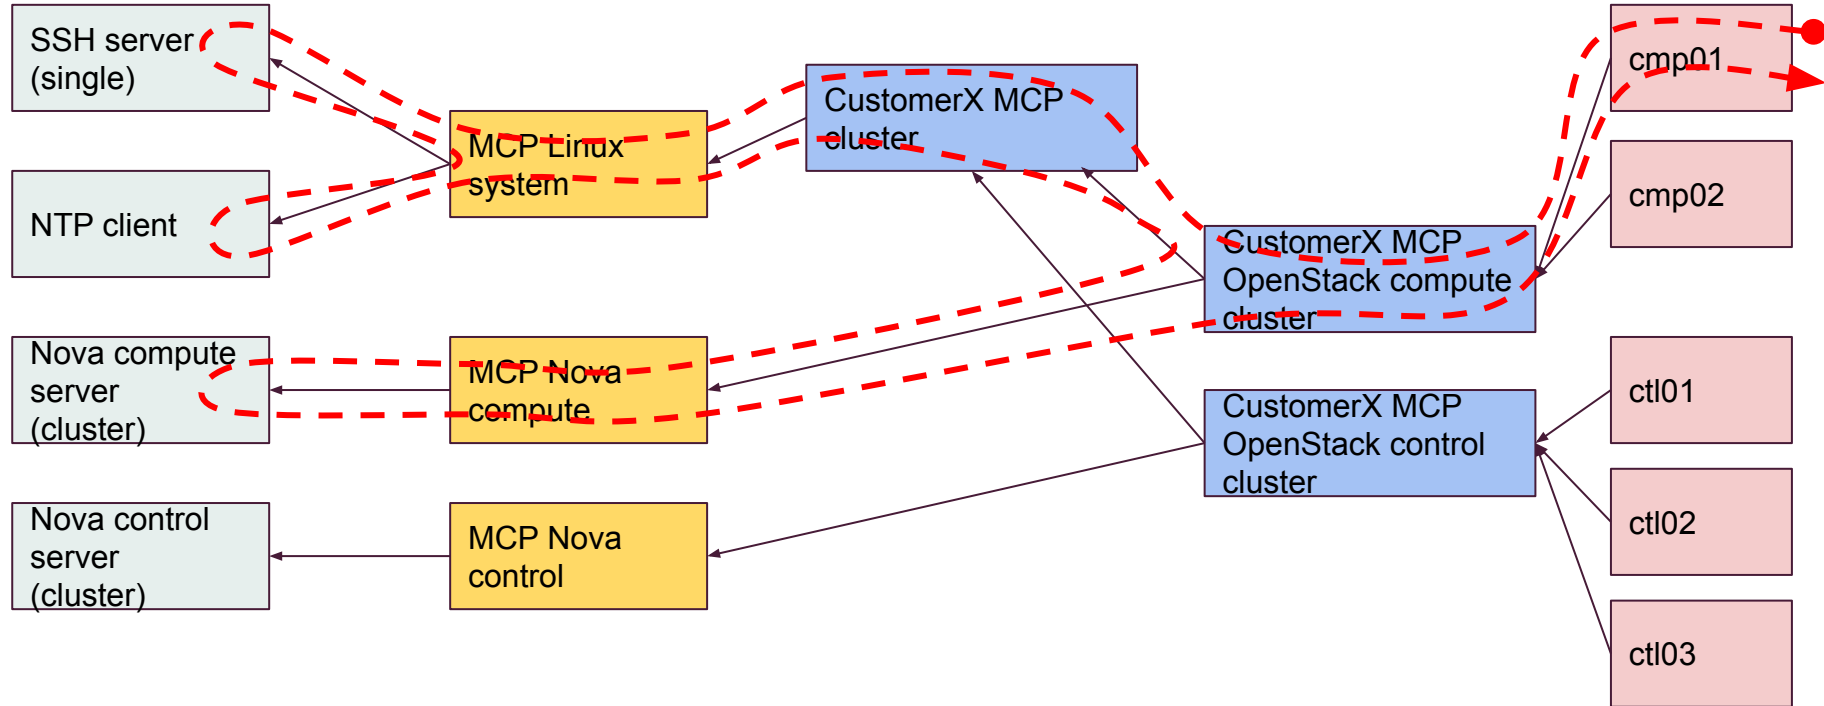 SSH server
(single)
NTP client
Nova compute
server
(cluster)
Nova control
server
(cluster)
MCP Linux
system
MCP Nova
compute
MCP Nova
control
CustomerX MCP
cluster
CustomerX MCP
OpenStack compute
cluster
CustomerX MCP
OpenStack control
cluster
cmp01
cmp02
ctl01
ctl02
ctl03